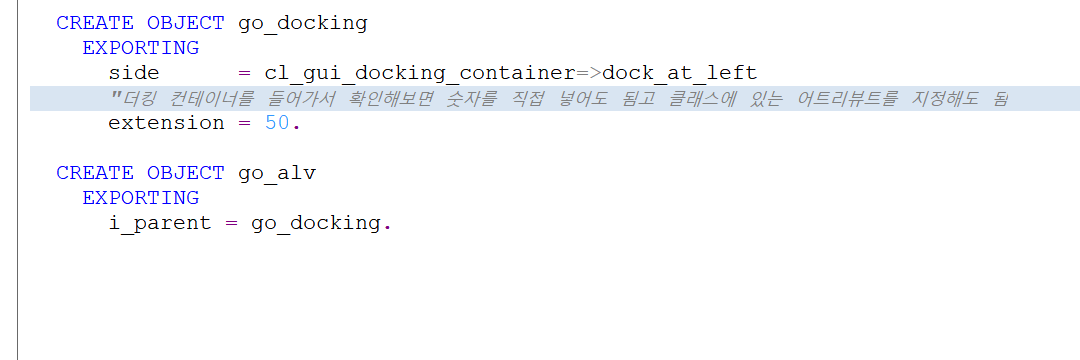 CREATE OBJECT go_docking
EXPORTING
side = cl_gui_docking_container=>dock_at_left
"더킹 컨테이너를 들어가서 확인해보면 숫자를 직접 넣어도 됨고 클래스에 있는 어트리뷰트를 지정해도 됨
extension = 50.
CREATE OBJECT go_alv
EXPORTING
i_parent = go_docking.